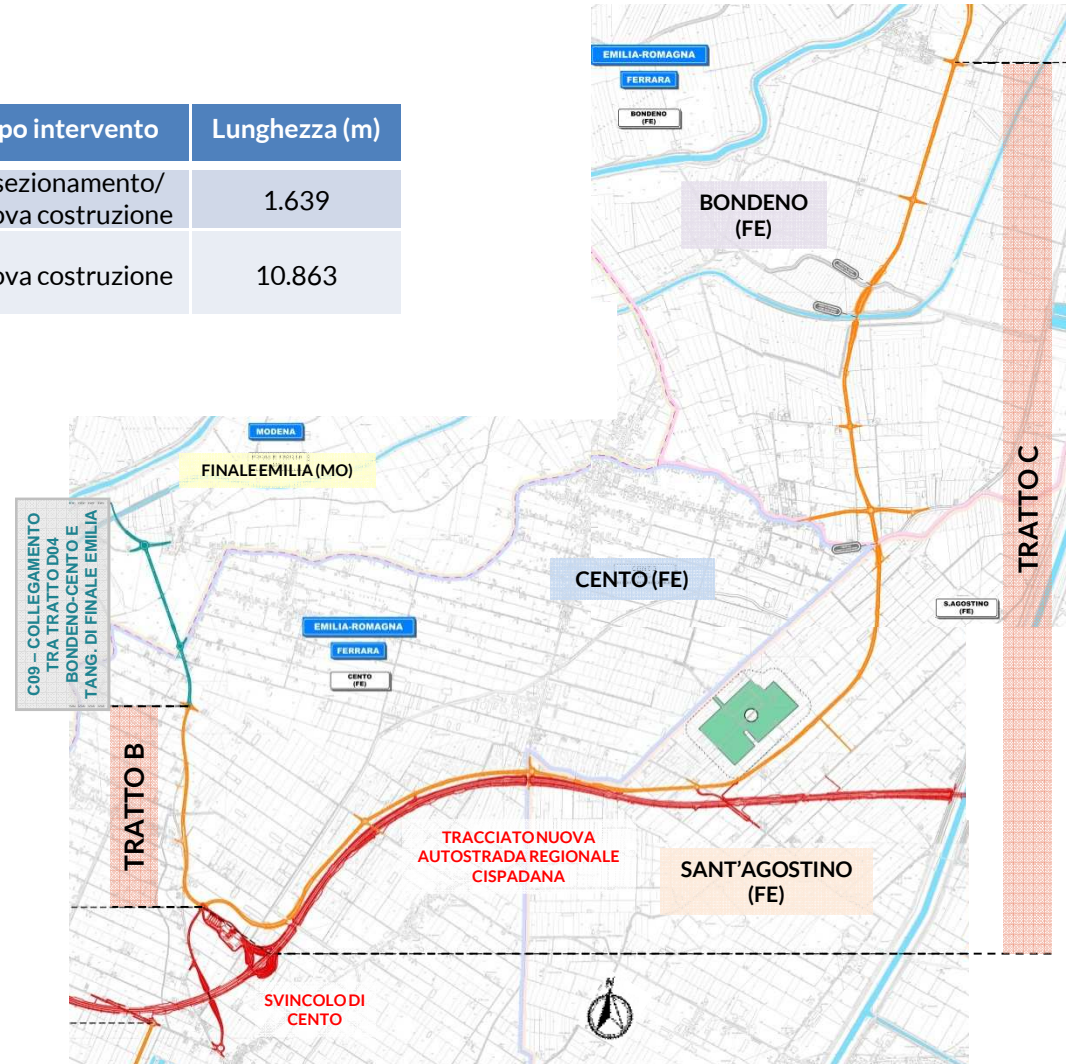 po intervento
Lunghezza (m)
sezionamento/
ova costruzione
1.639
ova costruzione
10.863
EMILIA-ROMAGNA
FERRARA
BONDENO
(FE)
BONDENO
(FE)
TRATTO C
MODENA
FINALE EMILIA (MO)
C09 – COLLEGAMENTO
TRA TRATTO D04
BONDENO-CENTO E
TANG. DI FINALE EMILIA
CENTO (FE)
S.AGOSTINO
(FE)
EMILIA-ROMAGNA
FERRARA
CENTO
(FE)
TRATTO B
TRACCIATO NUOVA
AUTOSTRADA REGIONALE
CISPADANA
SANT’AGOSTINO
(FE)
SVINCOLO DI
CENTO
N